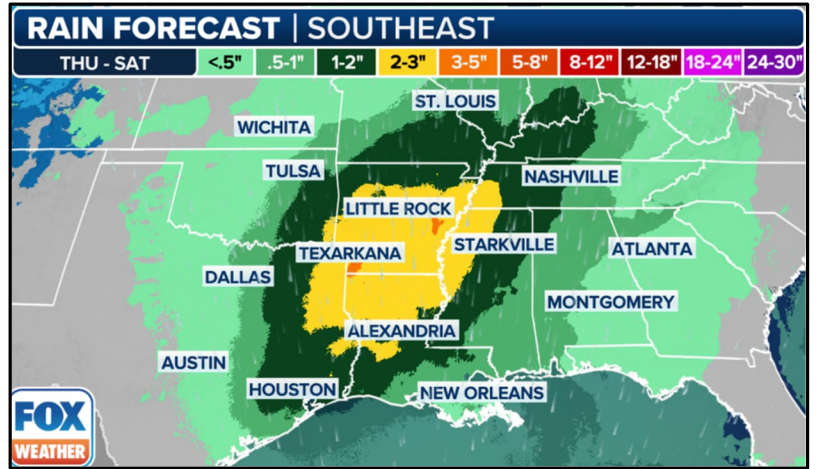 RAIN FORECAST | SOUTHEAST
THU - SAT <.5" .5-1" 1-2" 2-3" 3-5" 5-8" 8-12" 12-18" 18-24" 24-30"
ST. LOUIS
WICHITA
TULSA
NASHVILLE
LITTLE ROCK
STARKVILLE
TEXARKANA
ATLANTA
DALLAS
MONTGOMERY
ALEXANDRIA
AUSTIN
HOUSTON
NEW ORLEANS
FOX
WEATHER